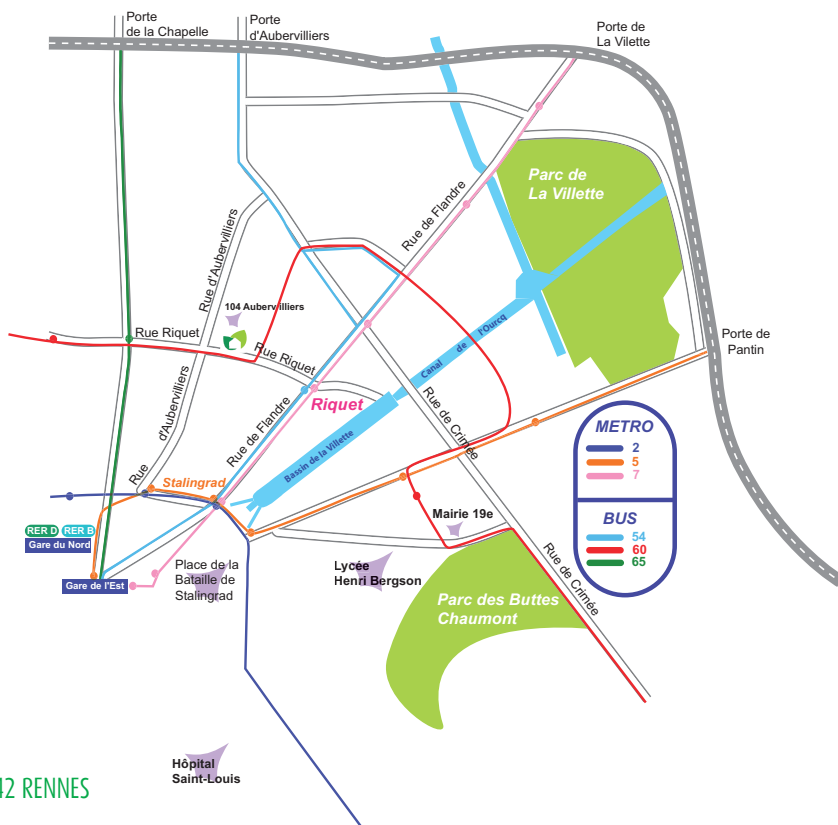 Porte
de la Chapelle
Porte
d'Aubervilliers
Porte de
La Vilette
Parc de
La Villette
Rue de Flandre
Rue d'Aubervilliers
104 Aubervilliers
Rue Riquet
Rue Riquet
Canal de l'Ourcq
Porte de
Pantin
Riquet
Rue de Crimée
Rue d'Aubervilliers
Rue de Flandre
Bassin de la Villette
Stalingrad
METRO
2
5
7
BUS
54
60
65
Mairie 19e
RER D RER B
Gare du Nord
Gare de l'Est
Place de la
Bataille de
Stalingrad
Lycée
Henri Bergson
Rue de Crimée
Parc des Buttes
Chaumont
Hôpital
Saint-Louis
42 RENNES